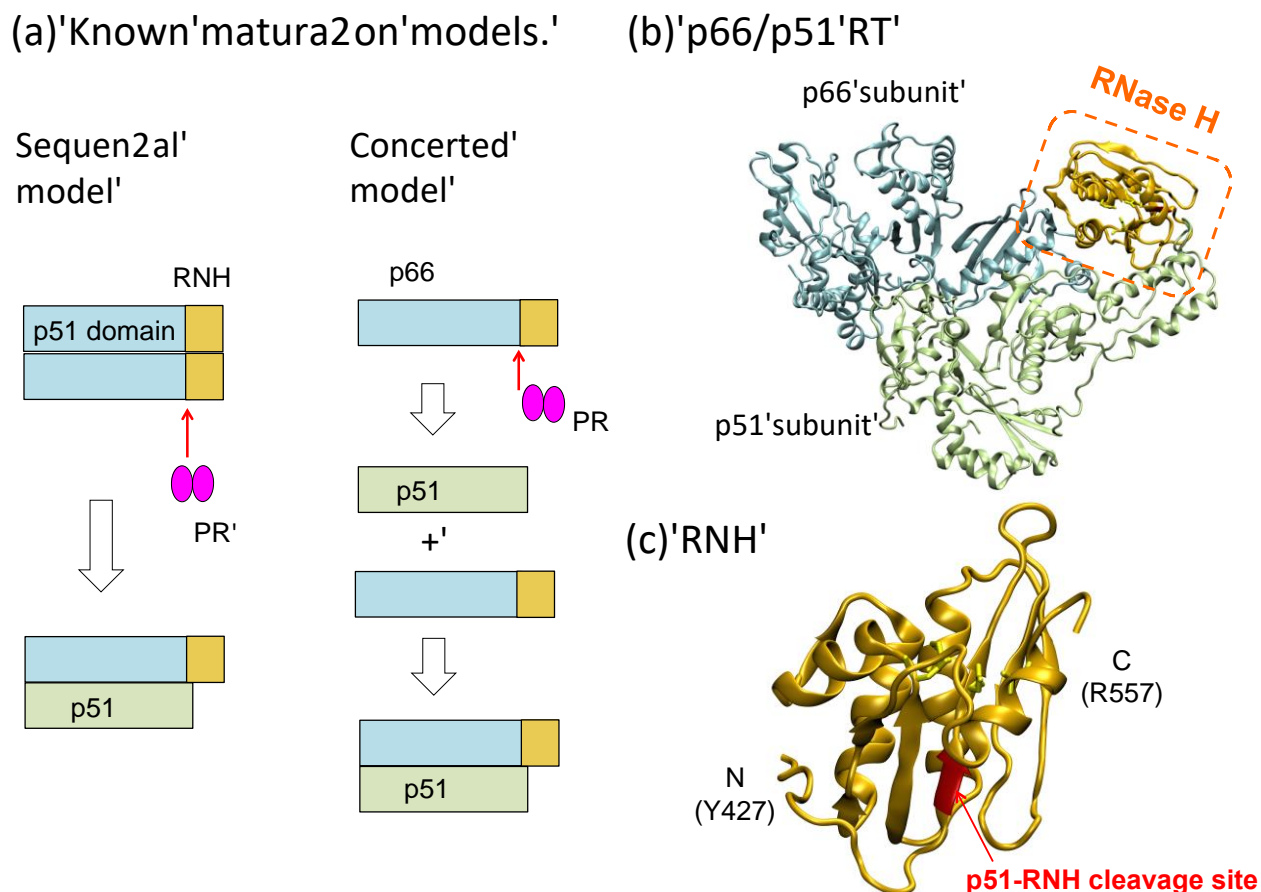 (a)'Known'matura2on'models.'
Sequen2al'
model'
RNH
p51 domain
PR'
p51
Concerted'
model'
p66
PR
p51
+'
p51
(b)'p66/p51'RT'
p66'subunit'
RNase H
p51'subunit'
(c)'RNH'
C
(R557)
N
(Y427)
p51-RNH cleavage site